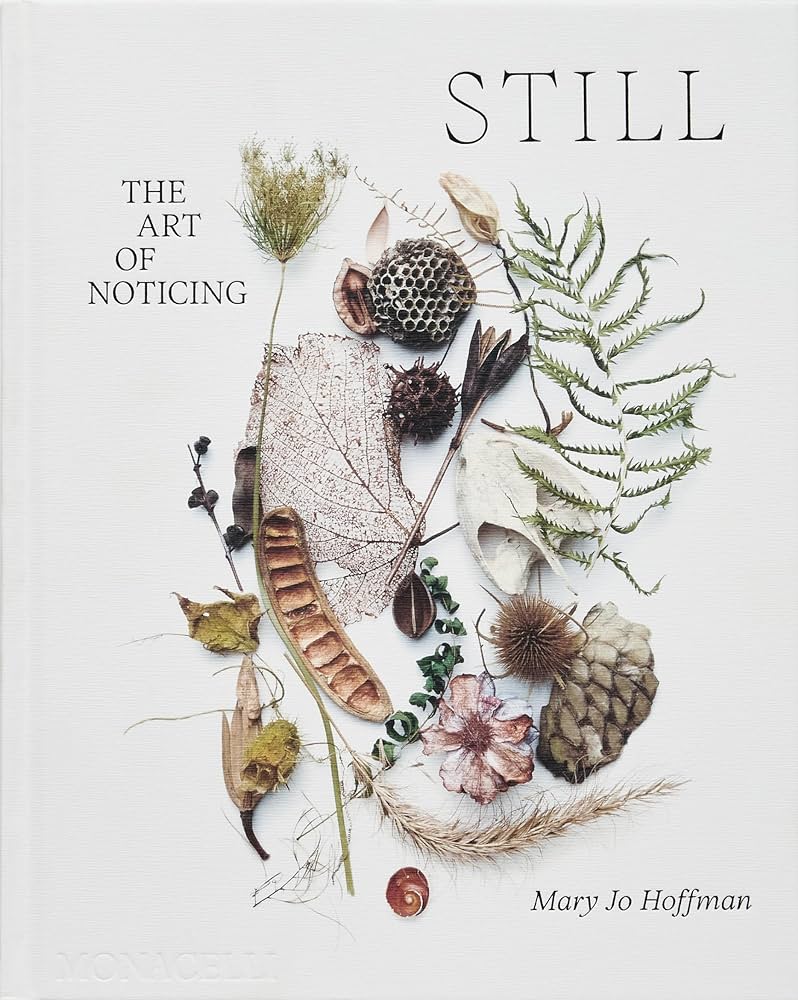 STILL
THE
ART
OF
NOTICING
Mary Jo Hoffman
MONACELLI